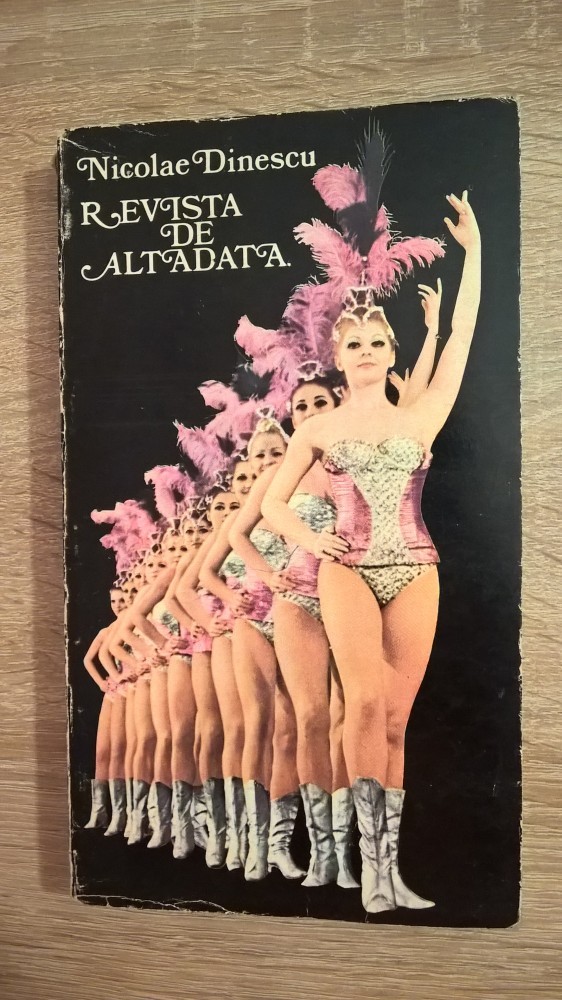 Nicolae Dinescu
REVISTA
DE
ALTADATA.